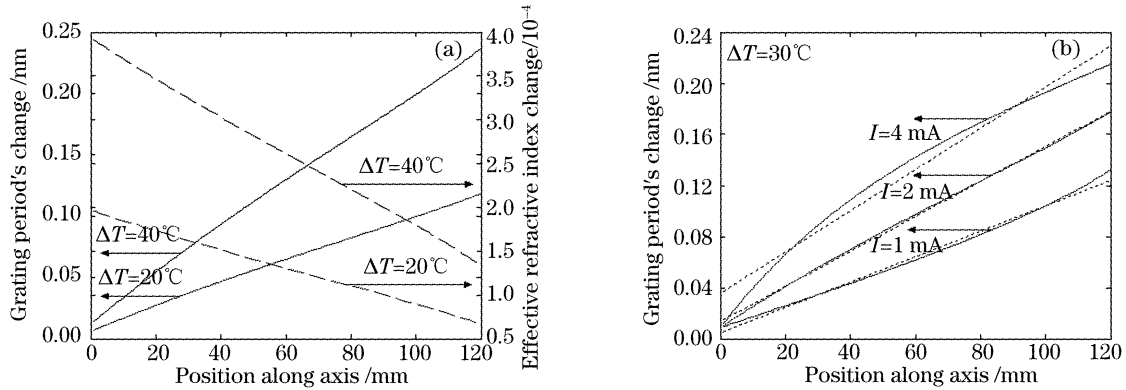 (a)
Grating period's change /nm
0.25
0.20
0.15
0.10
0.05
0.00
ΔT=40℃
ΔT=20℃
ΔT=40℃
ΔT=20℃
4.0
3.5
3.0
2.5
2.0
1.5
1.0
0.5
Effective refractive index change/10⁻⁴
0 20 40 60 80 100 120
Position along axis /mm
(b)
ΔT=30℃
Grating period's change /nm
0.24
0.20
0.16
0.12
0.08
0.04
0.00
I=4 mA
I=2 mA
I=1 mA
0 20 40 60 80 100 120
Position along axis /mm